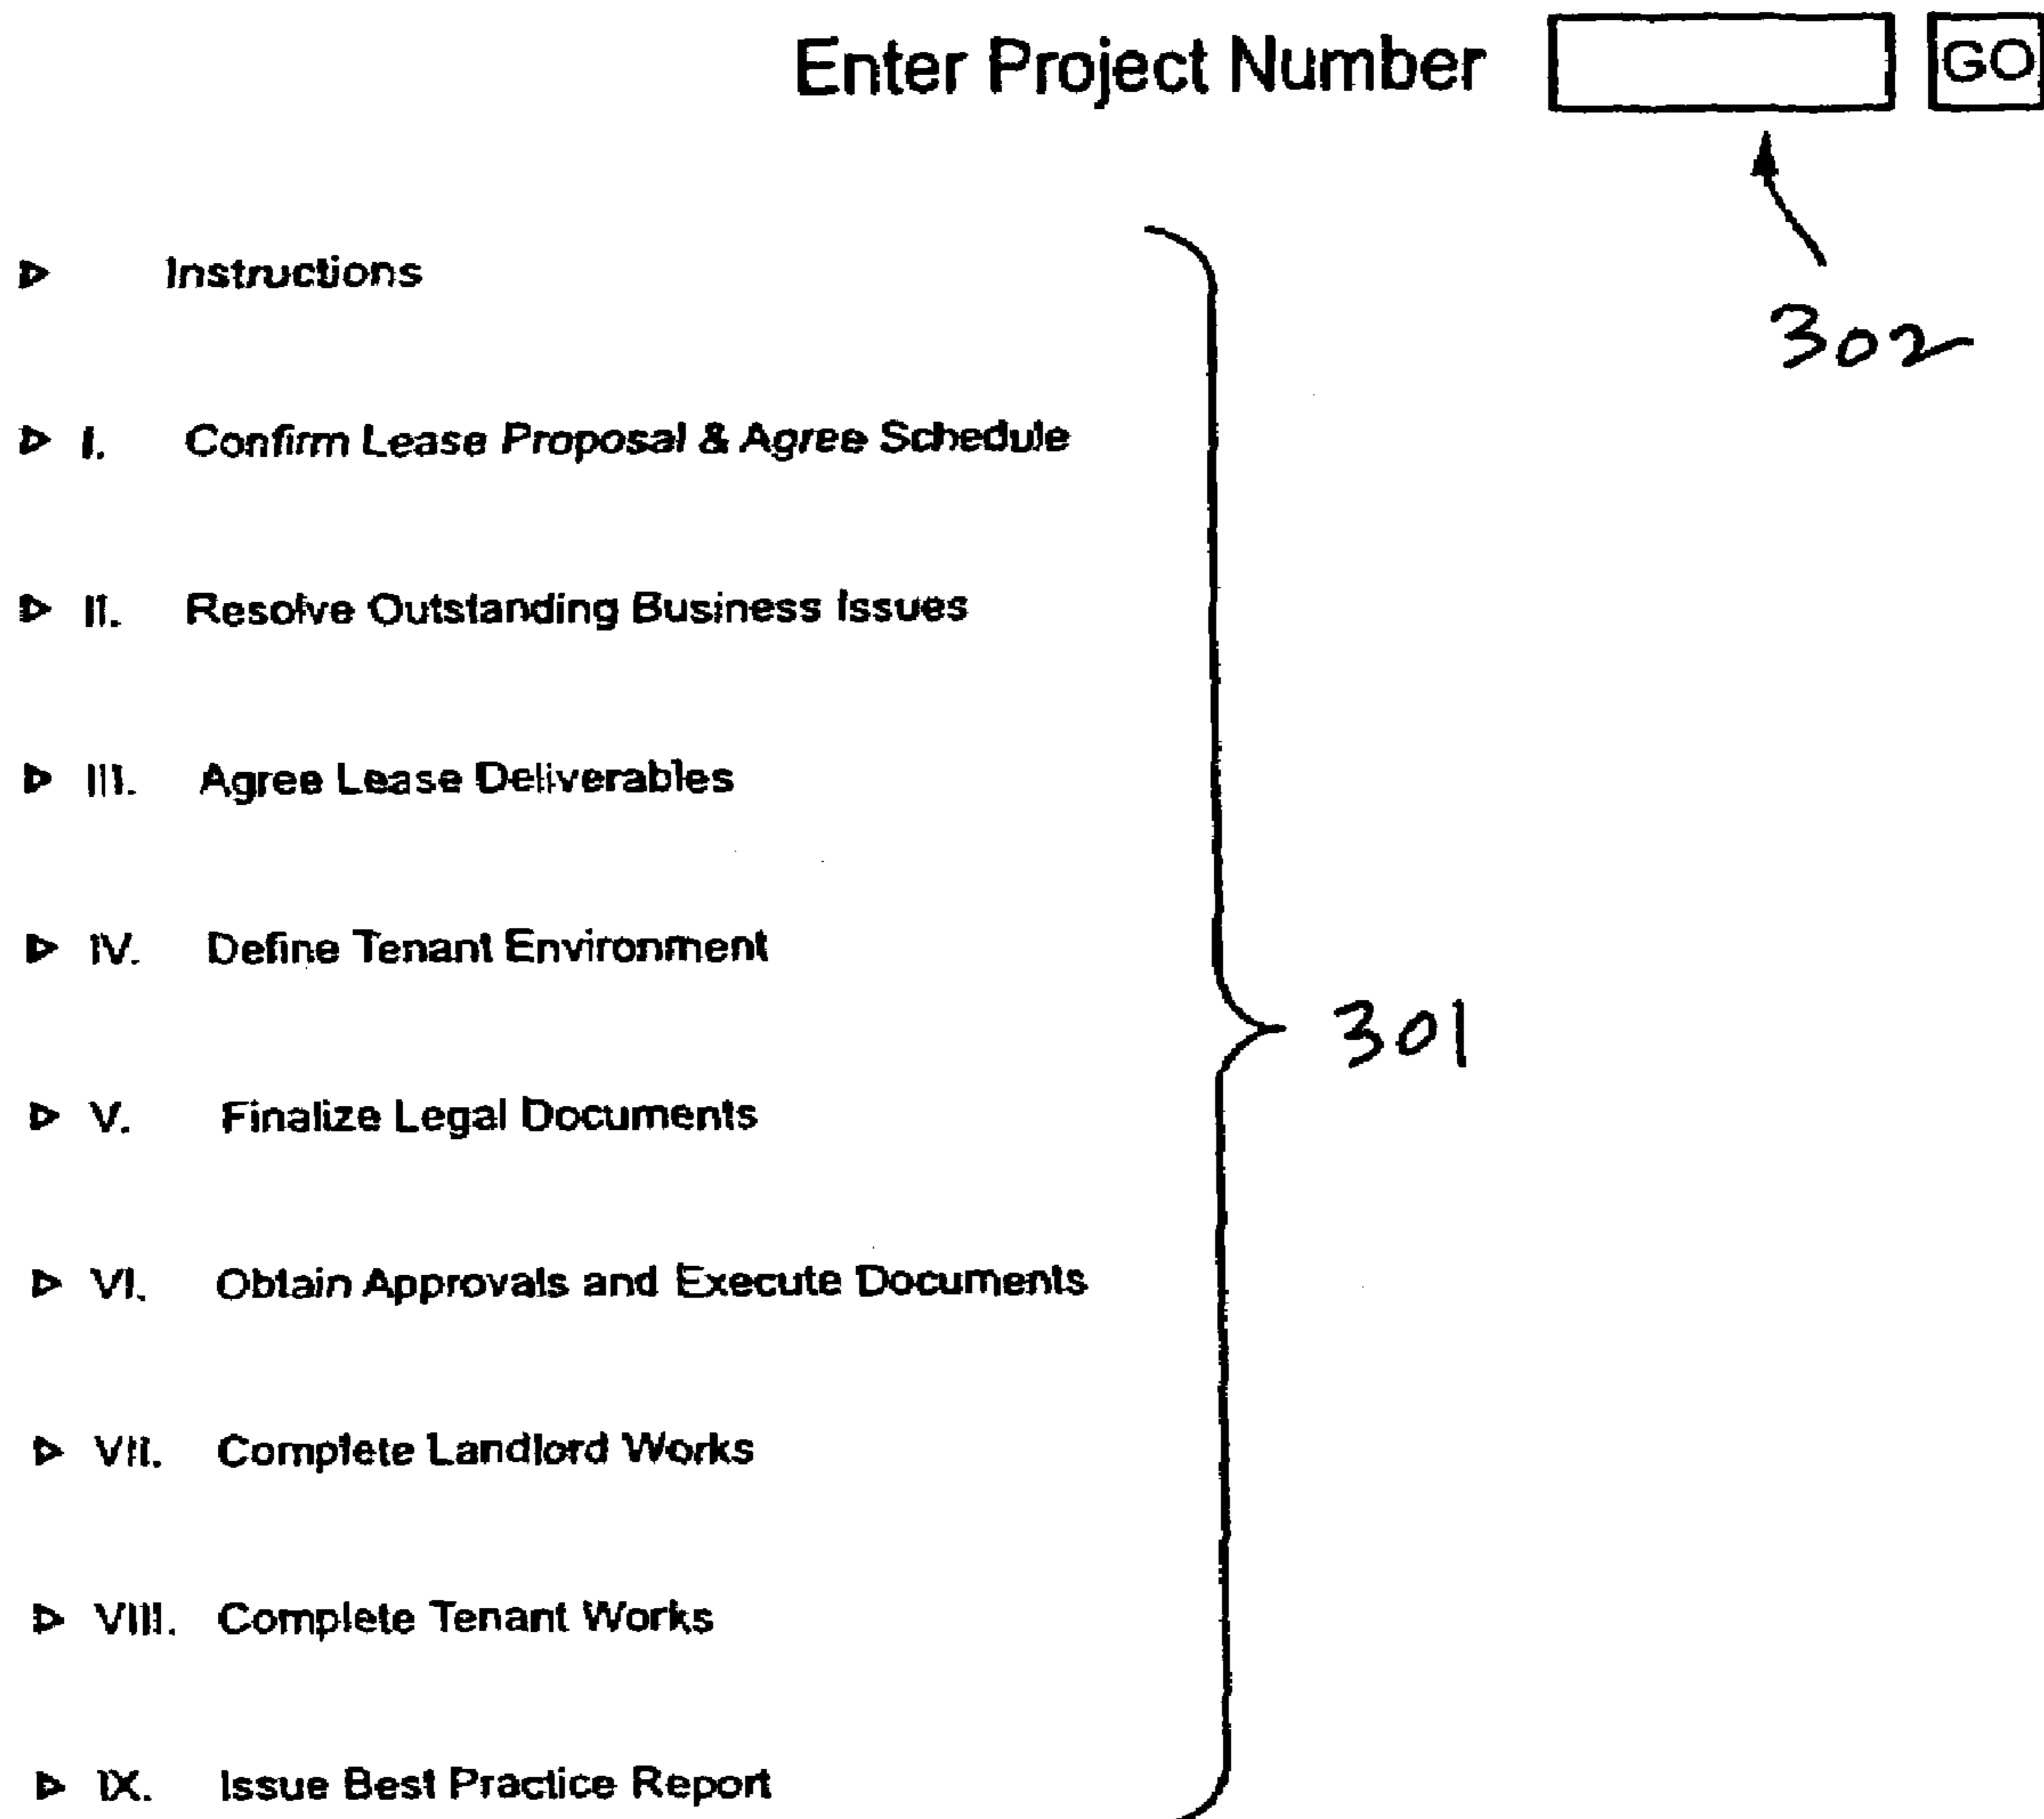 Enter Project Number GO
302
Instructions
I. Confirm Lease Proposal & Agree Schedule
II. Resolve Outstanding Business Issues
III. Agree Lease Deliverables
IV. Define Tenant Environment
301
V. Finalize Legal Documents
VI. Obtain Approvals and Execute Documents
VII. Complete Landlord Works
VIII. Complete Tenant Works
IX. Issue Best Practice Report